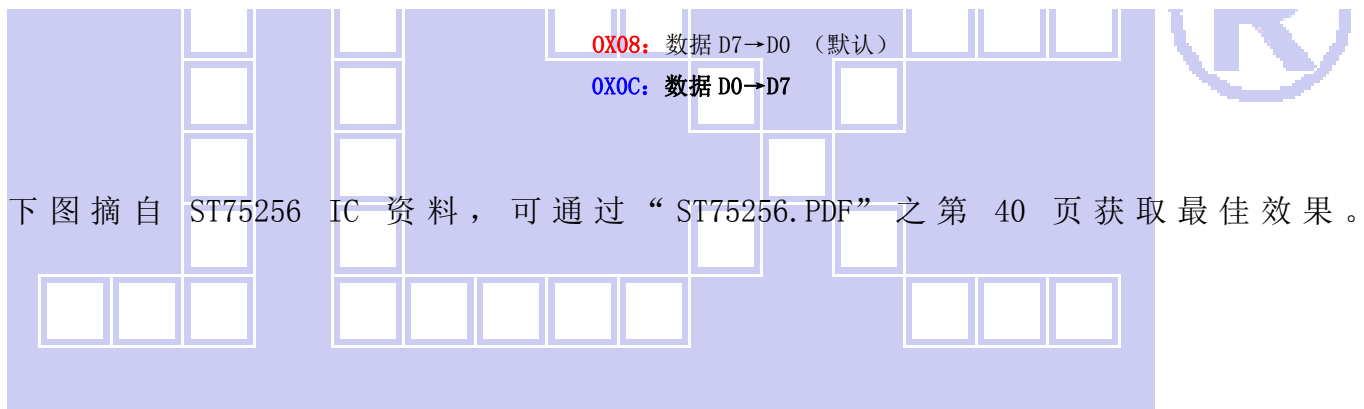 0X08：数据 D7→D0 （默认）
0X0C：数据 D0→D7
下图摘自 ST75256 IC 资料，可通过“ST75256.PDF”之第 40 页获取最佳效果。